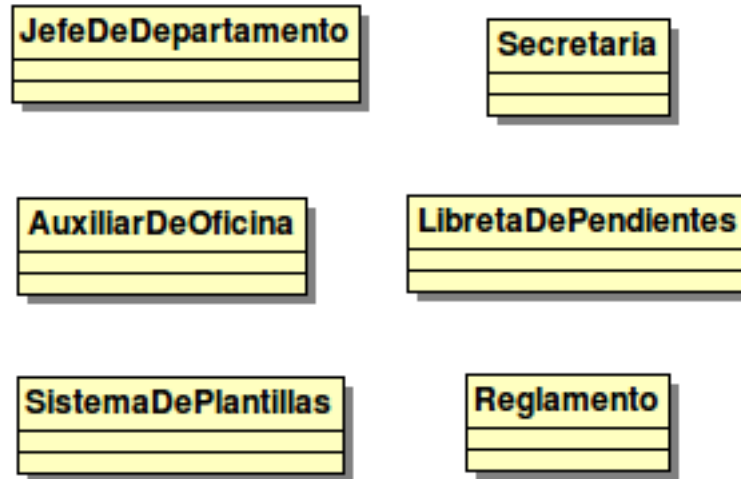 JefeDeDepartamento
Secretaria
AuxiliarDeOficina
LibretaDePendientes
SistemaDePlantillas
Reglamento